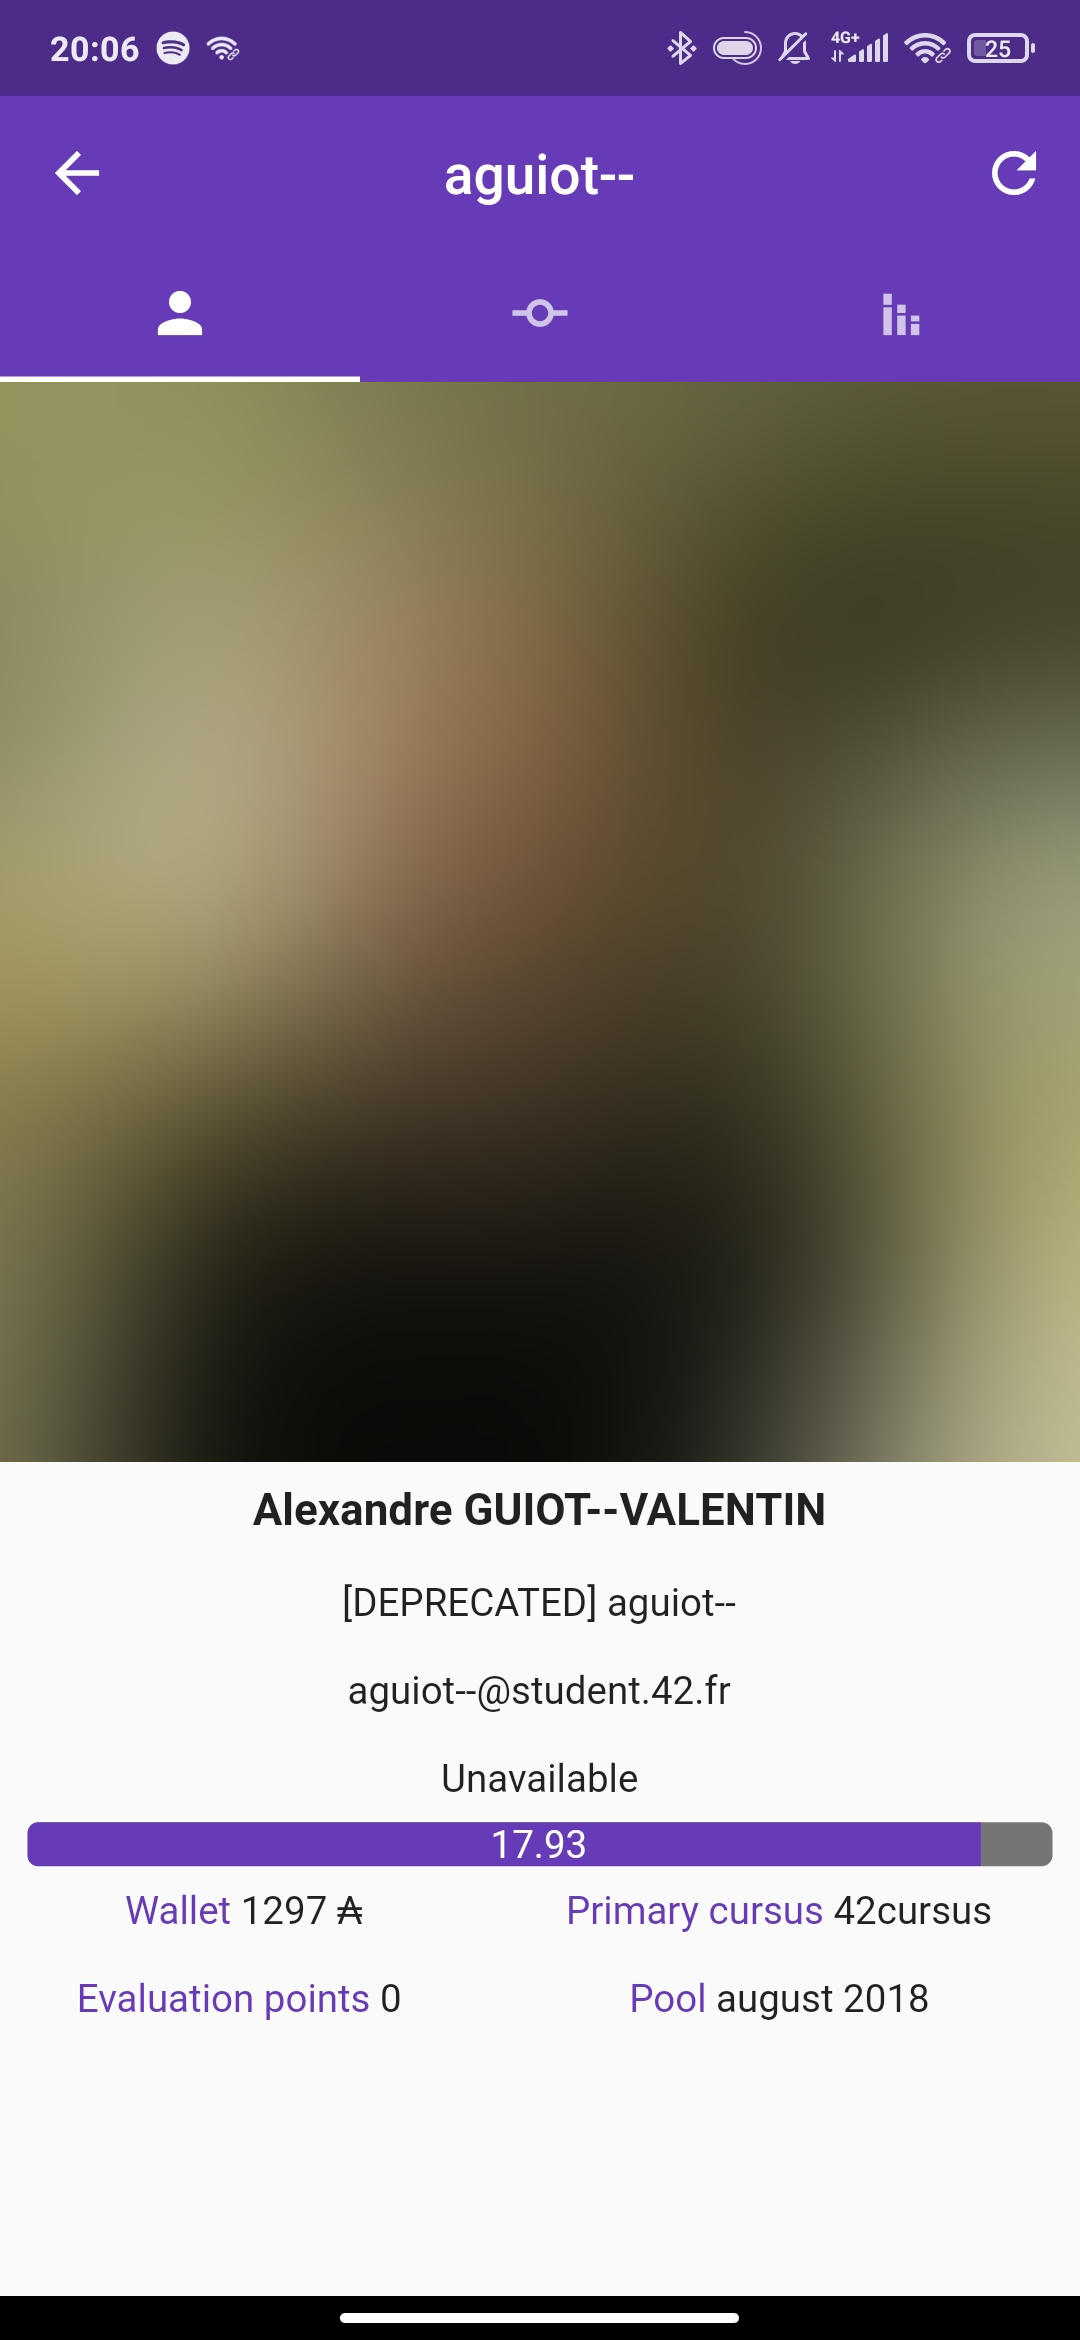 20:06 4G+ 25
aguiot--
Alexandre GUIOT--VALENTIN
[DEPRECATED] aguiot--
aguiot--@student.42.fr
Unavailable
17.93
Wallet 1297 ₳ Primary cursus 42cursus
Evaluation points 0 Pool august 2018